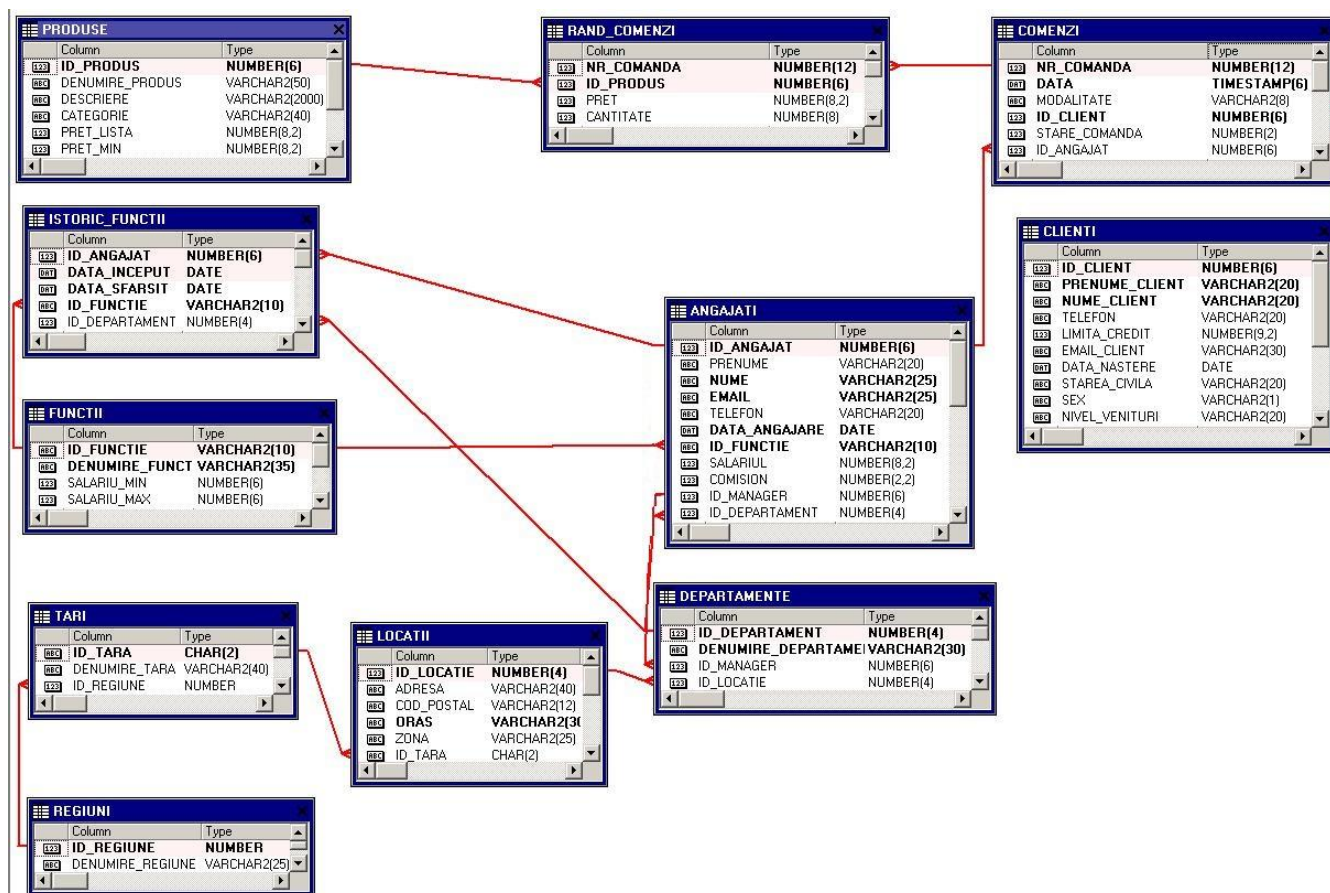 PRODUSE
Column Type
ID_PRODUS NUMBER(6)
DENUMIRE_PRODUS VARCHAR2(50)
DESCRIERE VARCHAR2(2000)
CATEGORIE VARCHAR2(40)
PRET_LISTA NUMBER(8,2)
PRET_MIN NUMBER(8,2)
RAND_COMENZI
Column Type
NR_COMANDA NUMBER(12)
ID_PRODUS NUMBER(6)
PRET NUMBER(8,2)
CANTITATE NUMBER(8)
COMENZI
Column Type
NR_COMANDA NUMBER(12)
DATA TIMESTAMP(6)
MODALITATE VARCHAR2(8)
ID_CLIENT NUMBER(6)
STARE_COMANDA NUMBER(2)
ID_ANGAJAT NUMBER(6)
ISTORIC_FUNCTII
Column Type
ID_ANGAJAT NUMBER(6)
DATA_INCEPUT DATE
DATA_SFARSIT DATE
ID_FUNCTIE VARCHAR2(10)
ID_DEPARTAMENT NUMBER(4)
CLIENTI
Column Type
ID_CLIENT NUMBER(6)
PRENUME_CLIENT VARCHAR2(20)
NUME_CLIENT VARCHAR2(20)
TELEFON VARCHAR2(20)
LIMITA_CREDIT NUMBER(9,2)
EMAIL_CLIENT VARCHAR2(30)
DATA_NASTERE DATE
STAREA_CIVILA VARCHAR2(20)
SEX VARCHAR2(1)
NIVEL_VENITURI VARCHAR2(20)
ANGAJATI
Column Type
ID_ANGAJAT NUMBER(6)
PRENUME VARCHAR2(20)
NUME VARCHAR2(25)
EMAIL VARCHAR2(25)
TELEFON VARCHAR2(20)
DATA_ANGAJARE DATE
ID_FUNCTIE VARCHAR2(10)
SALARIUL NUMBER(8,2)
COMISION NUMBER(2,2)
ID_MANAGER NUMBER(6)
ID_DEPARTAMENT NUMBER(4)
FUNCTII
Column Type
ID_FUNCTIE VARCHAR2(10)
DENUMIRE_FUNCT VARCHAR2(35)
SALARIU_MIN NUMBER(6)
SALARIU_MAX NUMBER(6)
DEPARTAMENTE
Column Type
ID_DEPARTAMENT NUMBER(4)
DENUMIRE_DEPARTAMEI VARCHAR2(30)
ID_MANAGER NUMBER(6)
ID_LOCATIE NUMBER(4)
TARI
Column Type
ID_TARA CHAR(2)
DENUMIRE_TARA VARCHAR2(40)
ID_REGIUNE NUMBER
LOCATII
Column Type
ID_LOCATIE NUMBER(4)
ADRESA VARCHAR2(40)
COD_POSTAL VARCHAR2(12)
ORAS VARCHAR2(30
ZONA VARCHAR2(25)
ID_TARA CHAR(2)
REGIUNI
Column Type
ID_REGIUNE NUMBER
DENUMIRE_REGIUNE VARCHAR2(25)